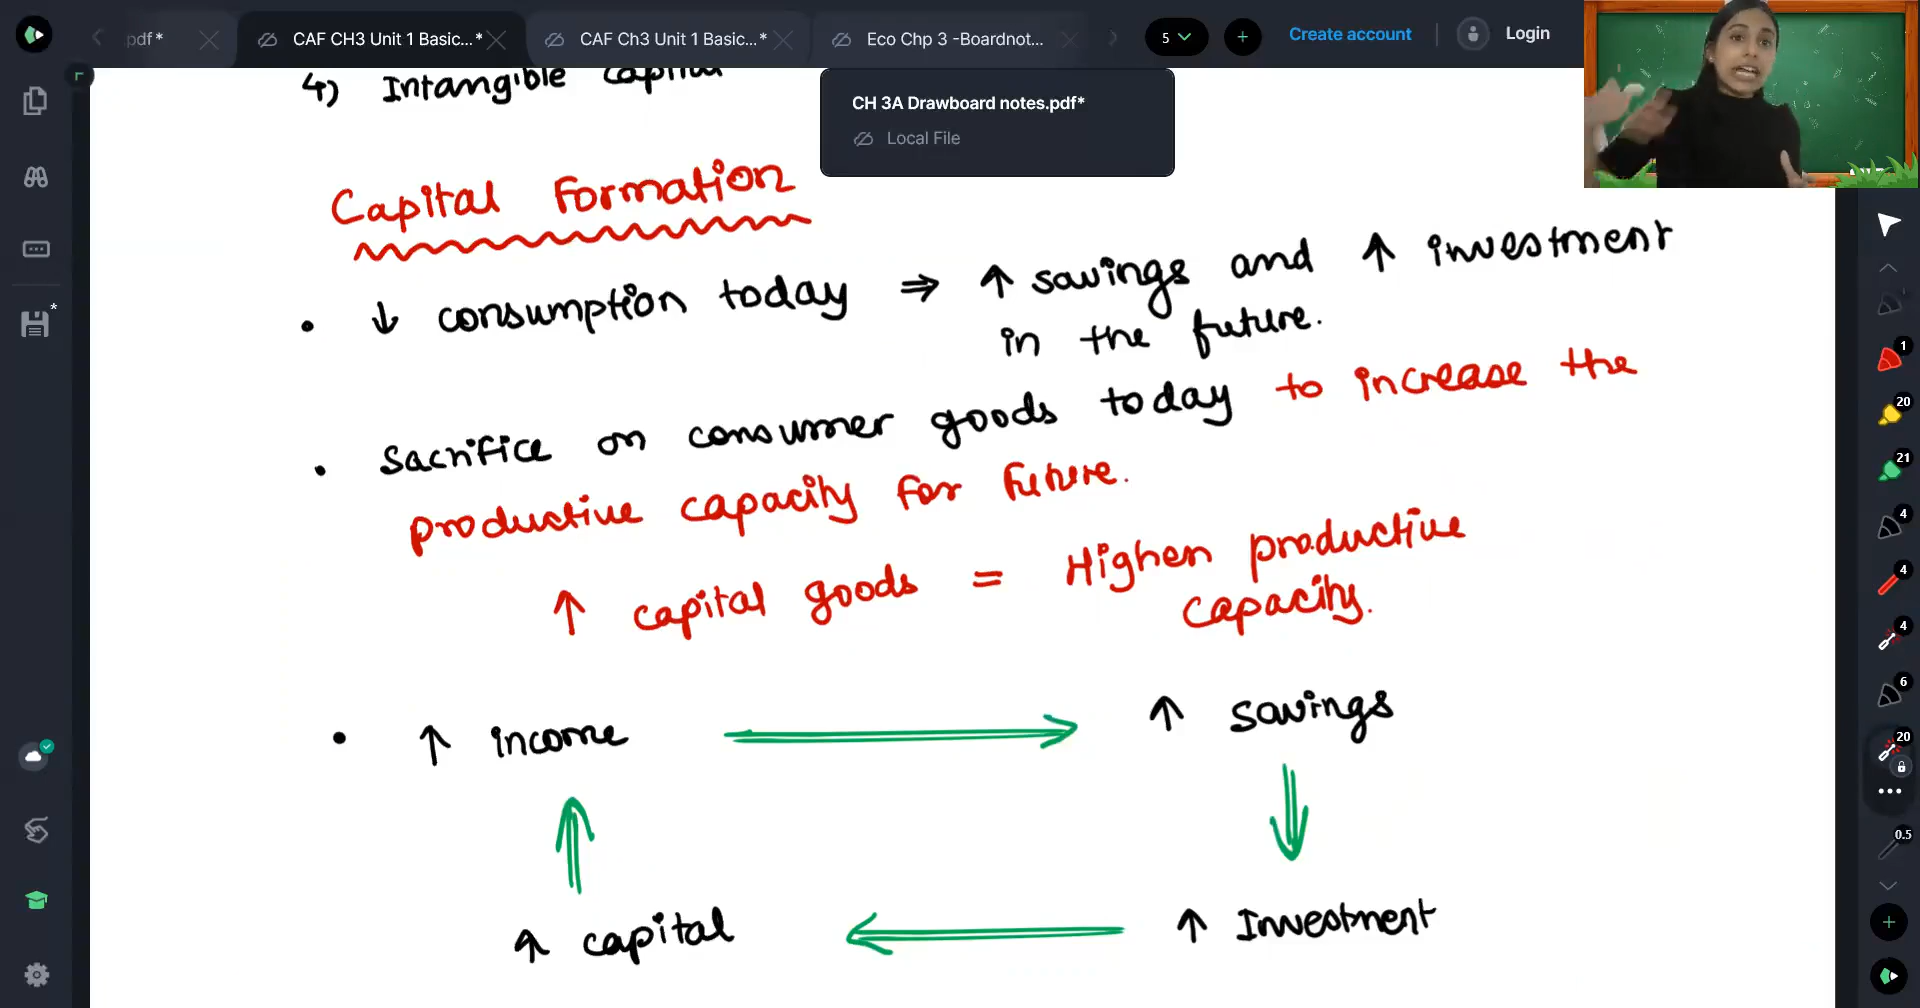 .pdf *
CAF CH3 Unit 1 Basic...*
CAF Ch3 Unit 1 Basic...*
Eco Chp 3 -Boardnot...
5
Create account
Login
CH 3A Drawboard notes.pdf*
Local File
4) Intangible capital
Capital Formation
• ↓ consumption today ⇒ ↑ savings and ↑ investment
in the future.
• Sacrifice on consumer goods today to increase the
productive capacity for future.
↑ capital goods = Higher productive
capacity.
• ↑ income → ↑ savings
↑ capital ← ↑ Investment
1
20
21
4
4
4
6
20
0.5